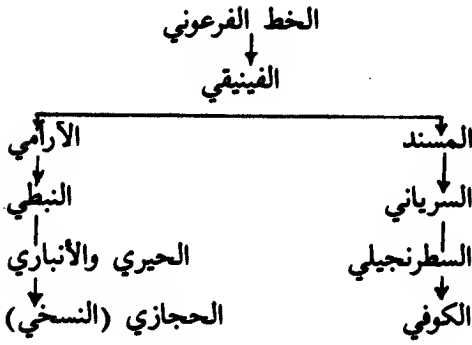 الخط الفرعوني
الفينيقي
المسند الآرامي
السرياني النبطي
السطرنجيلي الحيري والأنباري
الكوفي الحجازي (النسخي)